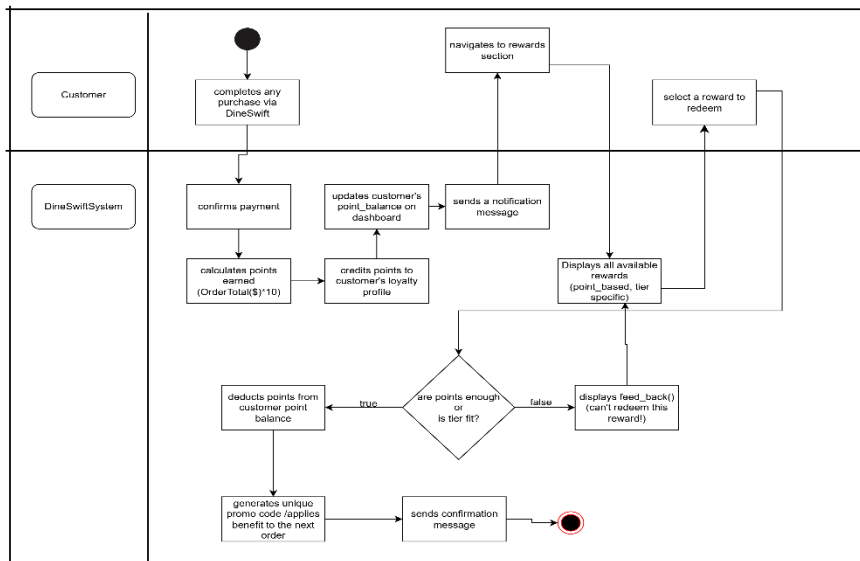 Customer
completes any
purchase via
DineSwift
navigates to rewards
section
select a reward to
redeem
DineSwiftSystem
confirms payment
updates customer's
point_balance on
dashboard
sends a notification
message
calculates points
earned
(OrderTotal($)*10)
credits points to
customer's loyalty
profile
Displays all available
rewards
(point_based, tier
specific)
deducts points from
customer point
balance
true
are points enough
or
is tier fit?
false
displays feed_back()
(can't redeem this
reward!)
generates unique
promo code /applies
benefit to the next
order
sends confirmation
message